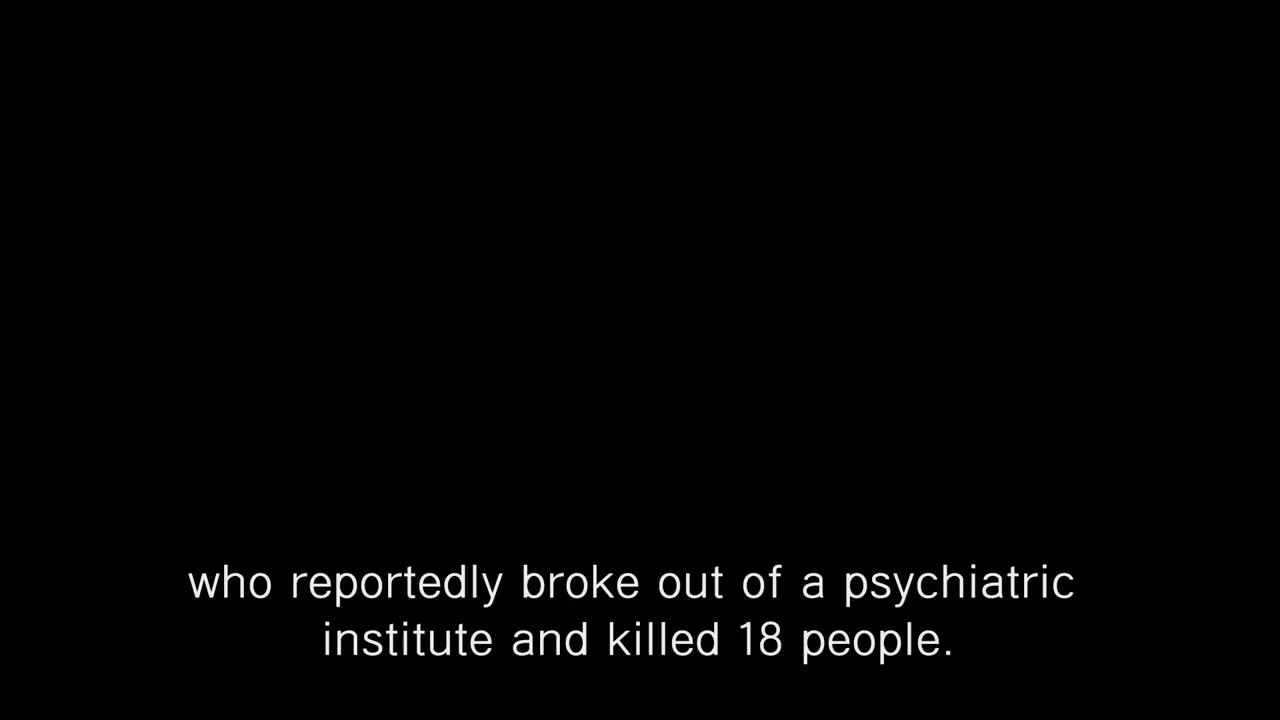 who reportedly broke out of a psychiatric
institute and killed 18 people.